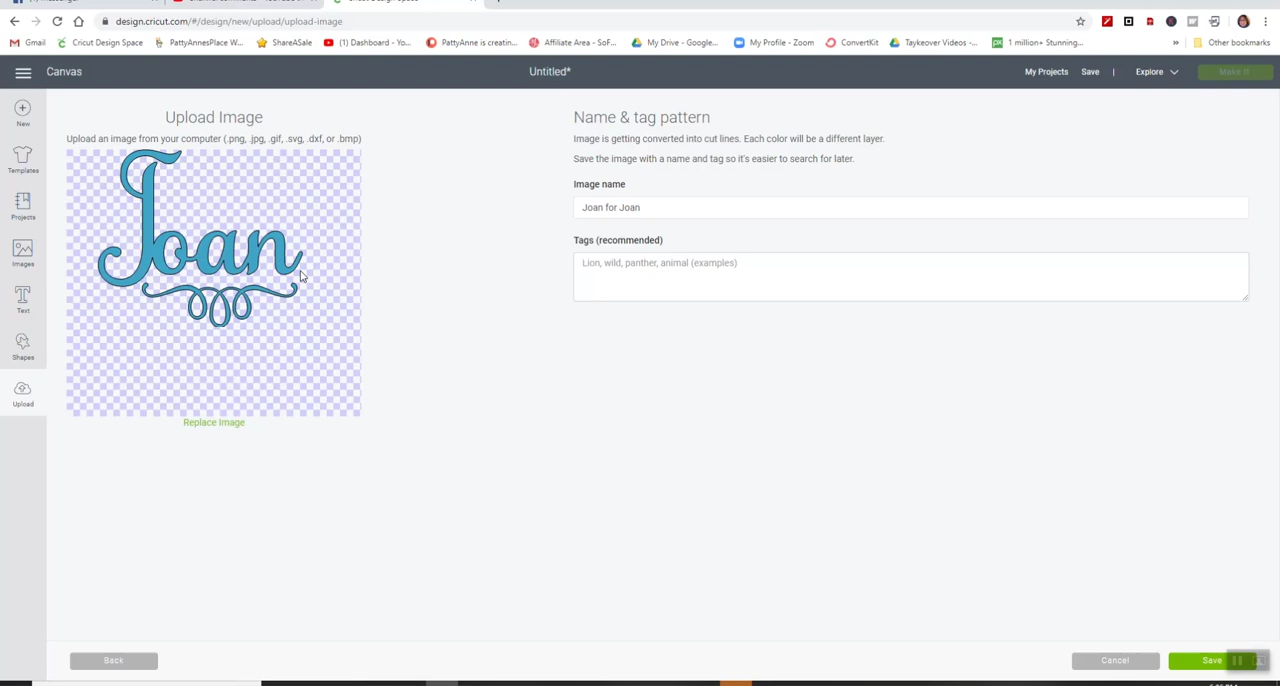 design.cricut.com/#/design/new/upload/upload-image
Gmail Cricut Design Space PattyAnnesPlace W... ShareASale (1) Dashboard - Yo... PattyAnne is creatin... Affiliate Area - SoF... My Drive - Google... My Profile - Zoom ConvertKit Taykeover Videos -... 1 million+ Stunning... » Other bookmarks
Canvas Untitled* My Projects Save | Explore Make It
New
Templates
Projects
Images
Text
Shapes
Upload
Upload Image
Upload an image from your computer (.png, .jpg, .gif, .svg, .dxf, or .bmp)
Joan
Replace Image
Name & tag pattern
Image is getting converted into cut lines. Each color will be a different layer.
Save the image with a name and tag so it's easier to search for later.
Image name
Joan for Joan
Tags (recommended)
Lion, wild, panther, animal (examples)
Back Cancel Save